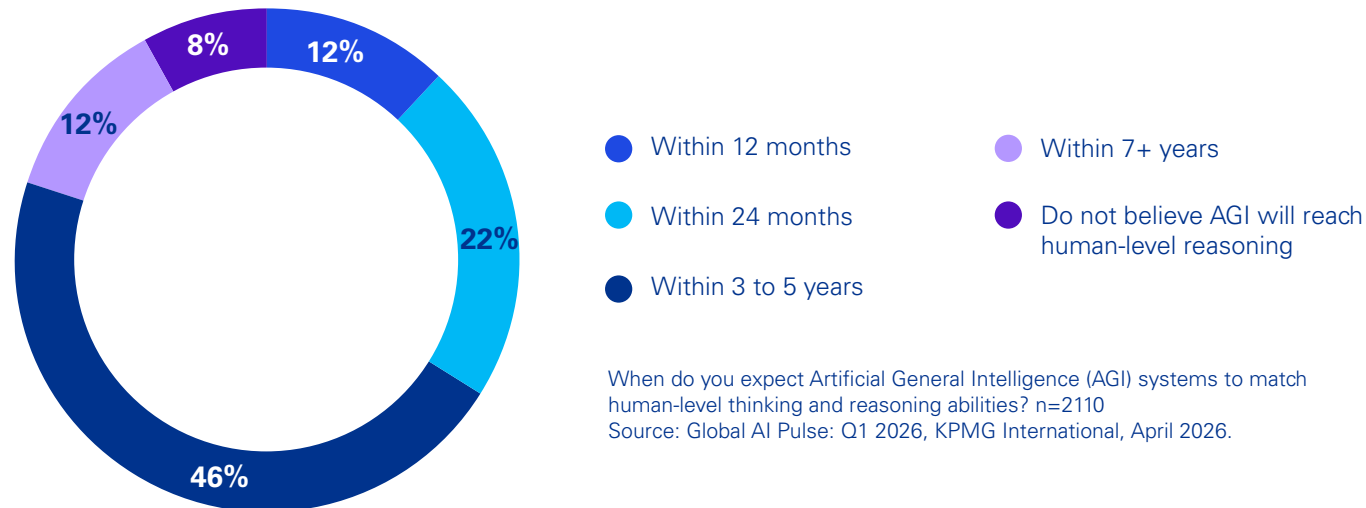 8%
12%
12%
22%
46%
Within 12 months
Within 24 months
Within 3 to 5 years
Within 7+ years
Do not believe AGI will reach
human-level reasoning
When do you expect Artificial General Intelligence (AGI) systems to match
human-level thinking and reasoning abilities? n=2110
Source: Global AI Pulse: Q1 2026, KPMG International, April 2026.